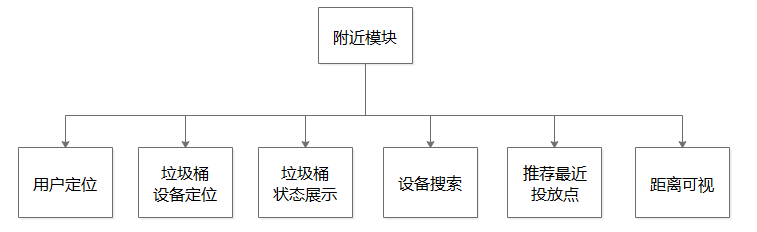 附近模块
用户定位
垃圾桶
设备定位
垃圾桶
状态展示
设备搜索
推荐最近
投放点
距离可视